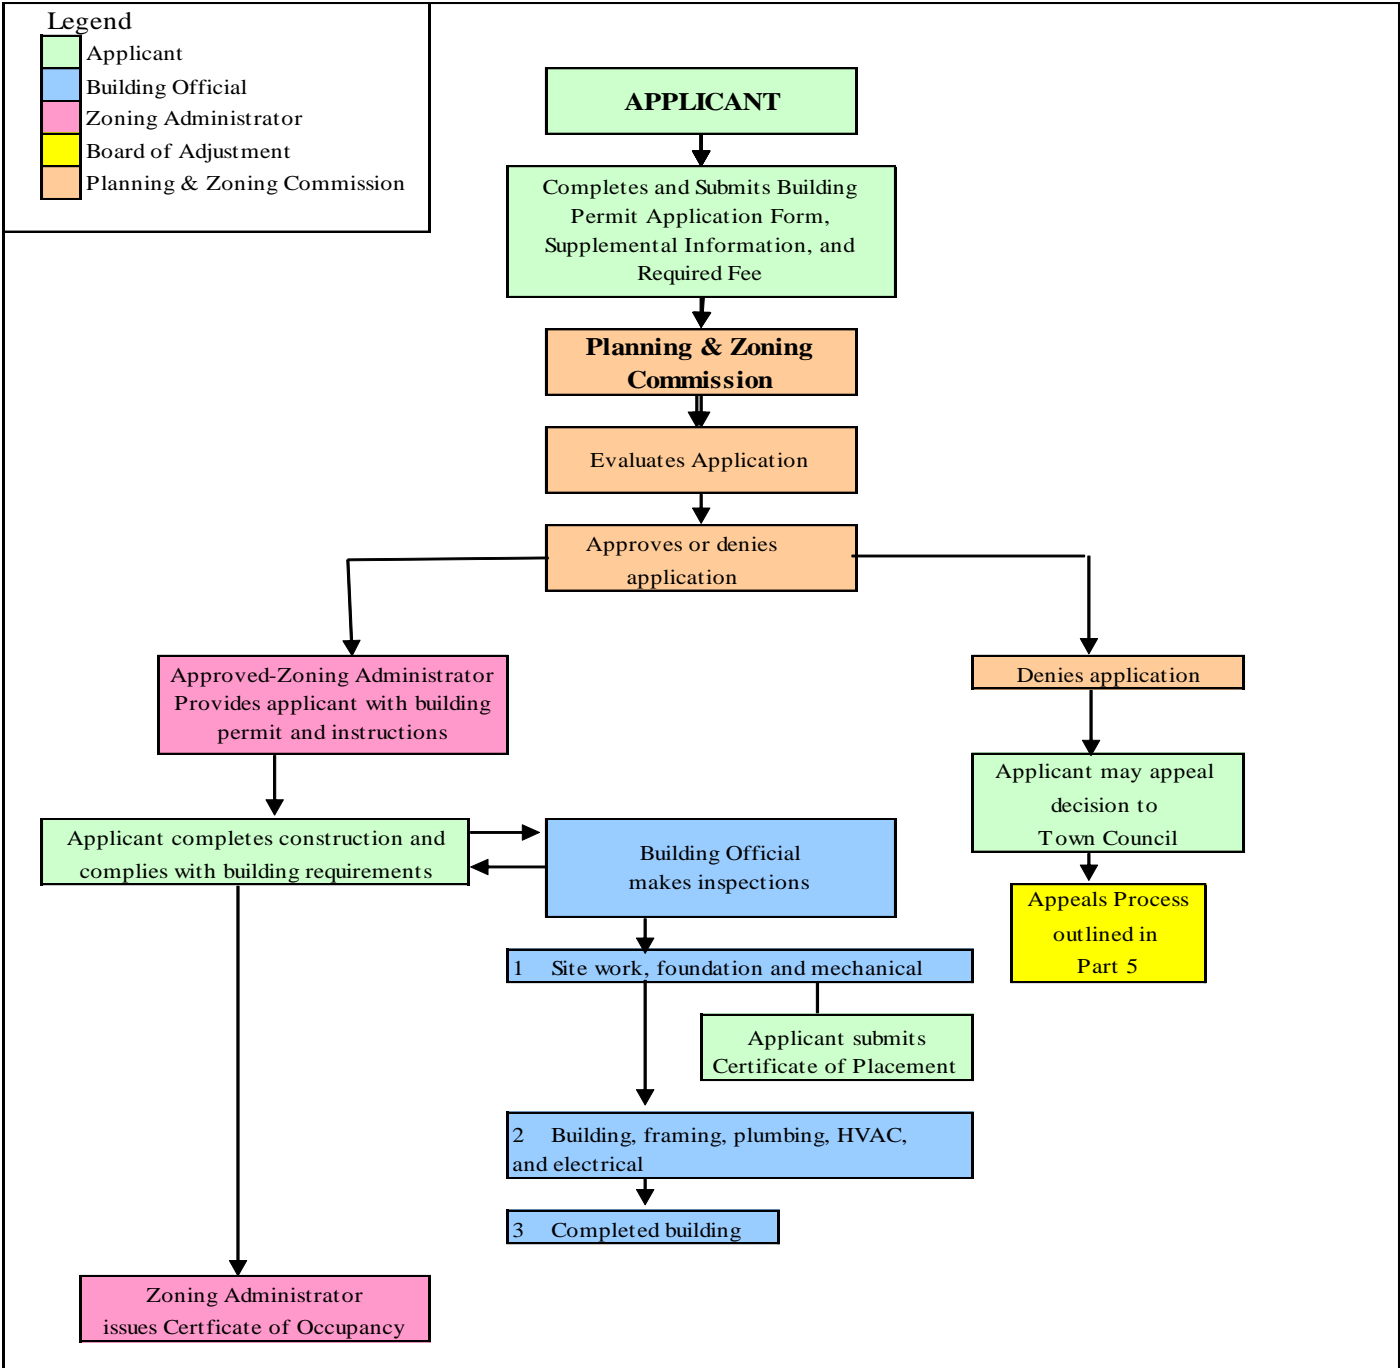 Legend
Applicant
Building Official
Zoning Administrator
Board of Adjustment
Planning & Zoning Commission
APPLICANT
Completes and Submits Building
Permit Application Form,
Supplemental Information, and
Required Fee
Planning & Zoning
Commission
Evaluates Application
Approves or denies
application
Approved-Zoning Administrator
Provides applicant with building
permit and instructions
Denies application
Applicant may appeal
decision to
Town Council
Applicant completes construction and
complies with building requirements
Building Official
makes inspections
Appeals Process
outlined in
Part 5
1 Site work, foundation and mechanical
Applicant submits
Certificate of Placement
2 Building, framing, plumbing, HVAC,
and electrical
3 Completed building
Zoning Administrator
issues Certficate of Occupancy